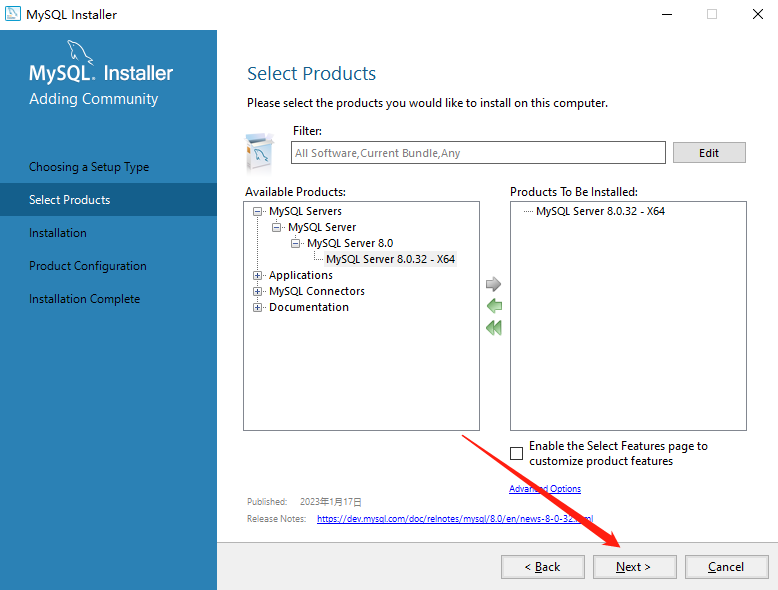 MySQL Installer
MySQL. Installer
Adding Community
Choosing a Setup Type
Select Products
Installation
Product Configuration
Installation Complete
Select Products
Please select the products you would like to install on this computer.
Filter:
All Software,Current Bundle,Any
Edit
Available Products:
MySQL Servers
MySQL Server
MySQL Server 8.0
MySQL Server 8.0.32 - X64
Applications
MySQL Connectors
Documentation
Products To Be Installed:
MySQL Server 8.0.32 - X64
Enable the Select Features page to
customize product features
Advanced Options
Published: 2023年1月17日
Release Notes: https://dev.mysql.com/doc/relnotes/mysql/8.0/en/news-8-0-32.html
< Back
Next >
Cancel